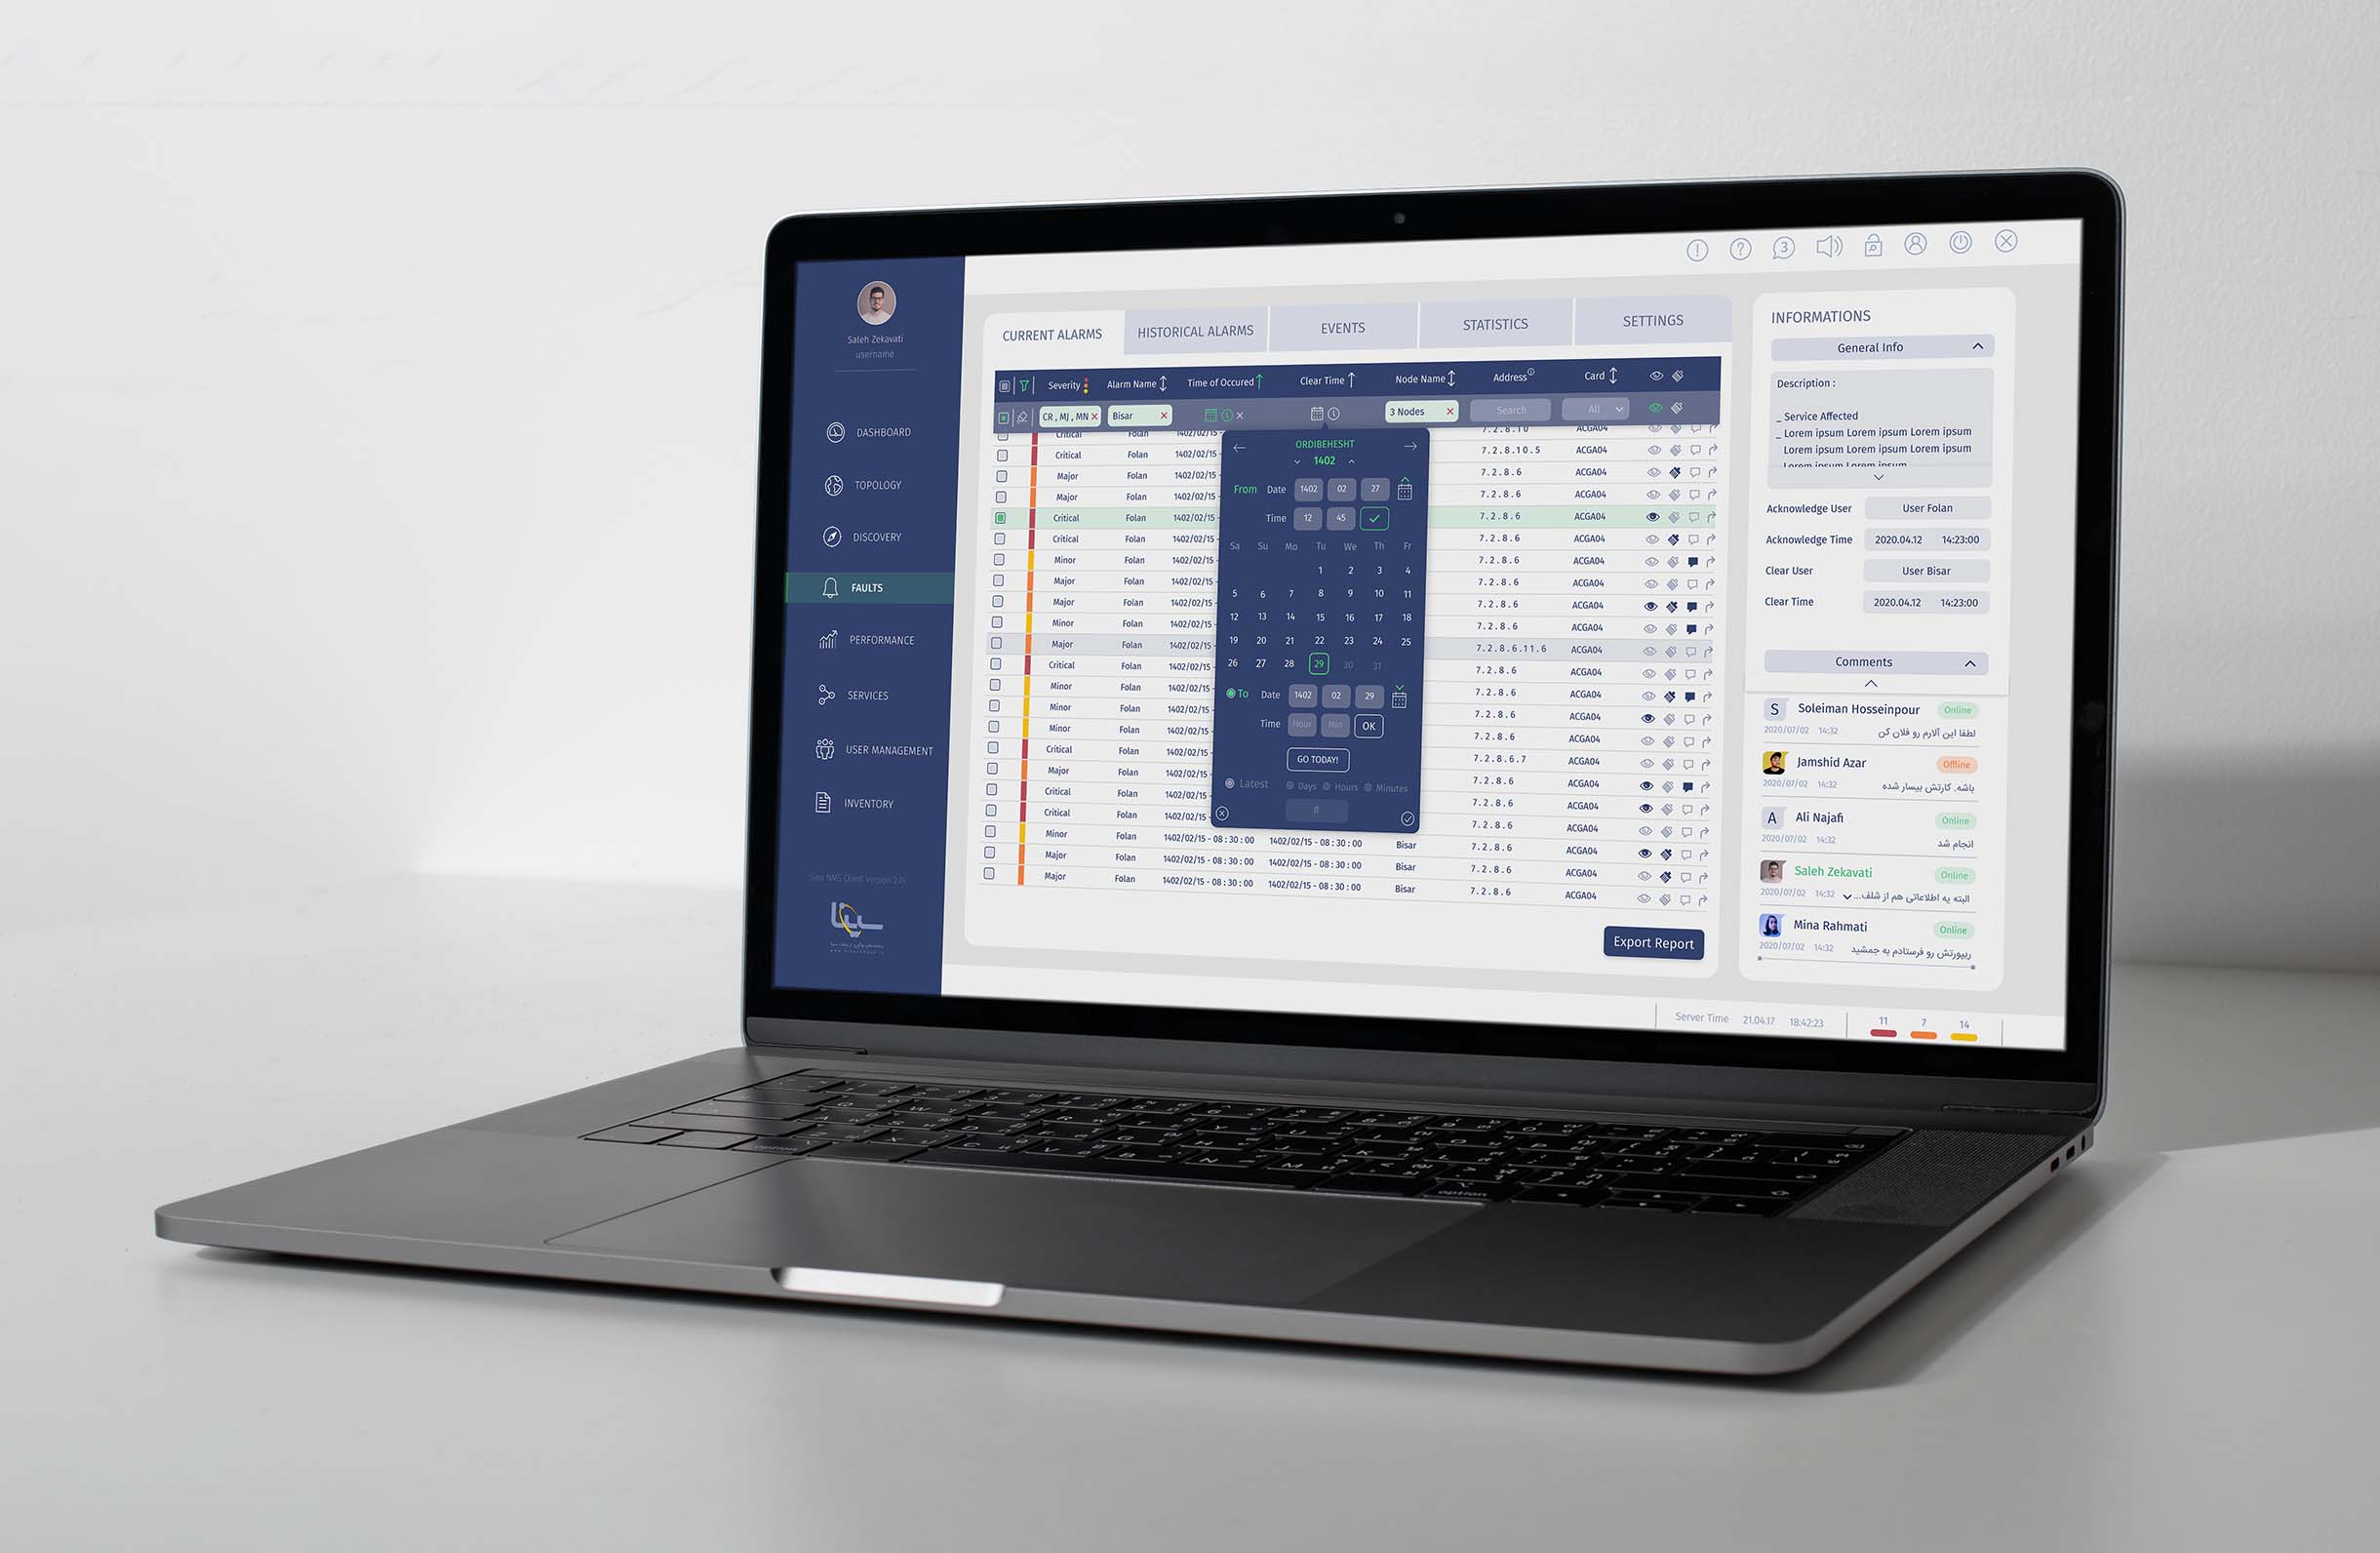 Saleh Zekavati
username
DASHBOARD
TOPOLOGY
DISCOVERY
FAULTS
PERFORMANCE
SERVICES
USER MANAGEMENT
INVENTORY
Sina NMS Client Version 2.14
سینا
CURRENT ALARMS HISTORICAL ALARMS EVENTS STATISTICS SETTINGS
Severity Alarm Name Time of Occured Clear Time Node Name Address Card
CR , MJ , MN Bisar 3 Nodes Search All
Critical Folan 1402/02/15 - 7.2.8.10 ACGA04
Critical Folan 1402/02/15 - 7.2.8.10.5 ACGA04
Major Folan 1402/02/15 - 7.2.8.6 ACGA04
Major Folan 1402/02/15 - 7.2.8.6 ACGA04
Critical Folan 1402/02/15 - 7.2.8.6 ACGA04
Critical Folan 1402/02/15 - 7.2.8.6 ACGA04
Minor Folan 1402/02/15 - 7.2.8.6 ACGA04
Major Folan 1402/02/15 - 7.2.8.6 ACGA04
Major Folan 1402/02/15 - 7.2.8.6 ACGA04
Minor Folan 1402/02/15 - 7.2.8.6 ACGA04
Major Folan 1402/02/15 - 7.2.8.6.11.6 ACGA04
Critical Folan 1402/02/15 - 7.2.8.6 ACGA04
Minor Folan 1402/02/15 - 7.2.8.6 ACGA04
Minor Folan 1402/02/15 - 7.2.8.6 ACGA04
Minor Folan 1402/02/15 - 7.2.8.6 ACGA04
Critical Folan 1402/02/15 - 7.2.8.6.7 ACGA04
Major Folan 1402/02/15 - 7.2.8.6 ACGA04
Critical Folan 1402/02/15 - 7.2.8.6 ACGA04
Critical Folan 1402/02/15 - 7.2.8.6 ACGA04
Minor Folan 1402/02/15 - 08 : 30 : 00 1402/02/15 - 08 : 30 : 00 Bisar 7.2.8.6 ACGA04
Major Folan 1402/02/15 - 08 : 30 : 00 1402/02/15 - 08 : 30 : 00 Bisar 7.2.8.6 ACGA04
Major Folan 1402/02/15 - 08 : 30 : 00 1402/02/15 - 08 : 30 : 00 Bisar 7.2.8.6 ACGA04
Export Report
ORDIBEHESHT
1402
From Date 1402 02 27
Time 12 45
Sa Su Mo Tu We Th Fr
1 2 3 4
5 6 7 8 9 10 11
12 13 14 15 16 17 18
19 20 21 22 23 24 25
26 27 28 29 30 31
To Date 1402 02 29
Time Hour Min OK
GO TODAY!
Latest Days Hours Minutes
3
INFORMATIONS
General Info
Description :
_ Service Affected
_ Lorem ipsum Lorem ipsum Lorem ipsum
Lorem ipsum Lorem ipsum Lorem ipsum
Lorem ipsum Lorem ipsum
Acknowledge User User Folan
Acknowledge Time 2020.04.12 14:23:00
Clear User User Bisar
Clear Time 2020.04.12 14:23:00
Comments
S Soleiman Hosseinpour Online
2020/07/02 14:32 لطفا این آلارم رو فلان کن
Jamshid Azar Offline
2020/07/02 14:32 باشه. کارتش بیسار شده
A Ali Najafi Online
2020/07/02 14:32 انجام شد
Saleh Zekavati Online
2020/07/02 14:32 البته یه اطلاعاتی هم از شلف...
Mina Rahmati Online
2020/07/02 14:32 ریپورتش رو فرستادم به جمشید
Server Time 21.04.17 18:42:23 11 7 14
option
option